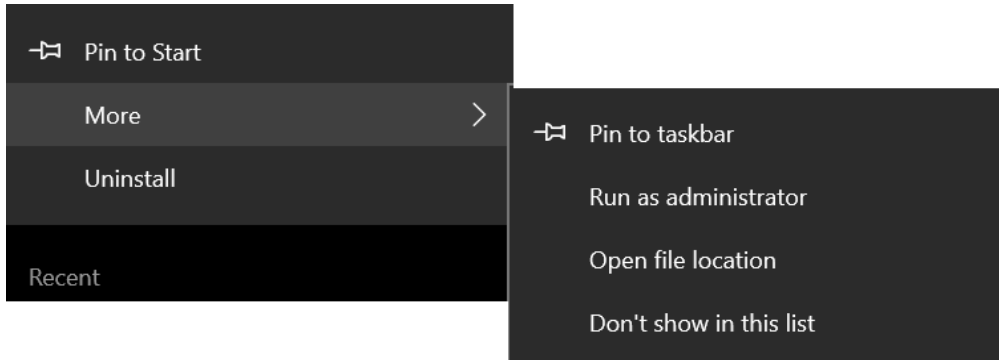 Pin to Start
More
Uninstall
Recent
Pin to taskbar
Run as administrator
Open file location
Don't show in this list